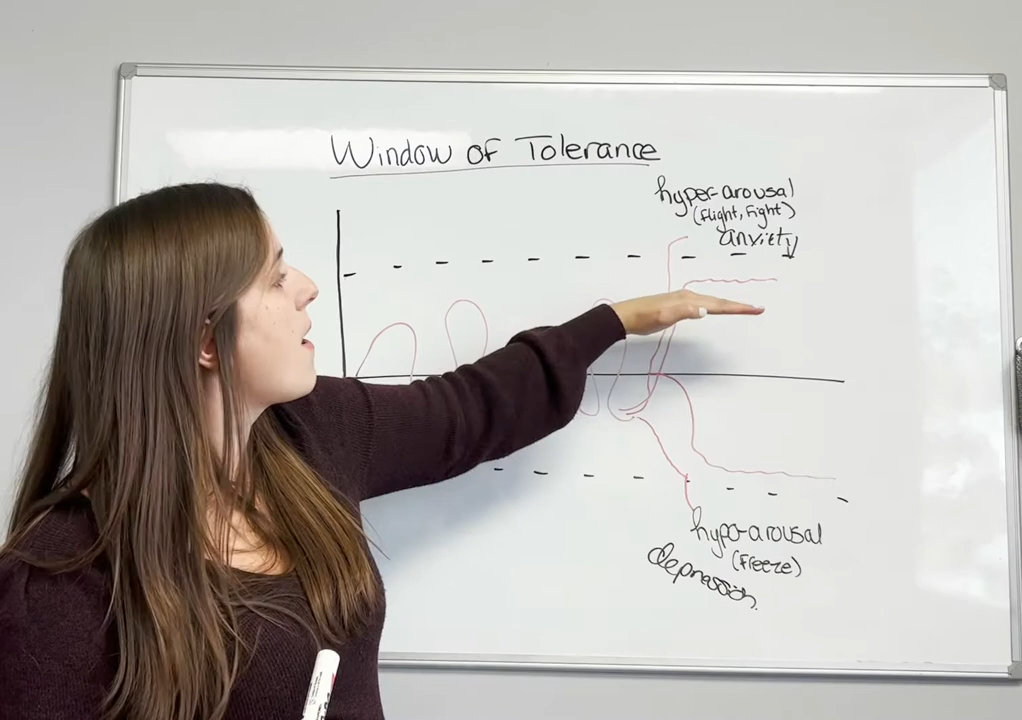 Window of Tolerance
hyper-arousal
(flight, fight)
anxiety
hypo-arousal
(freeze)
depression